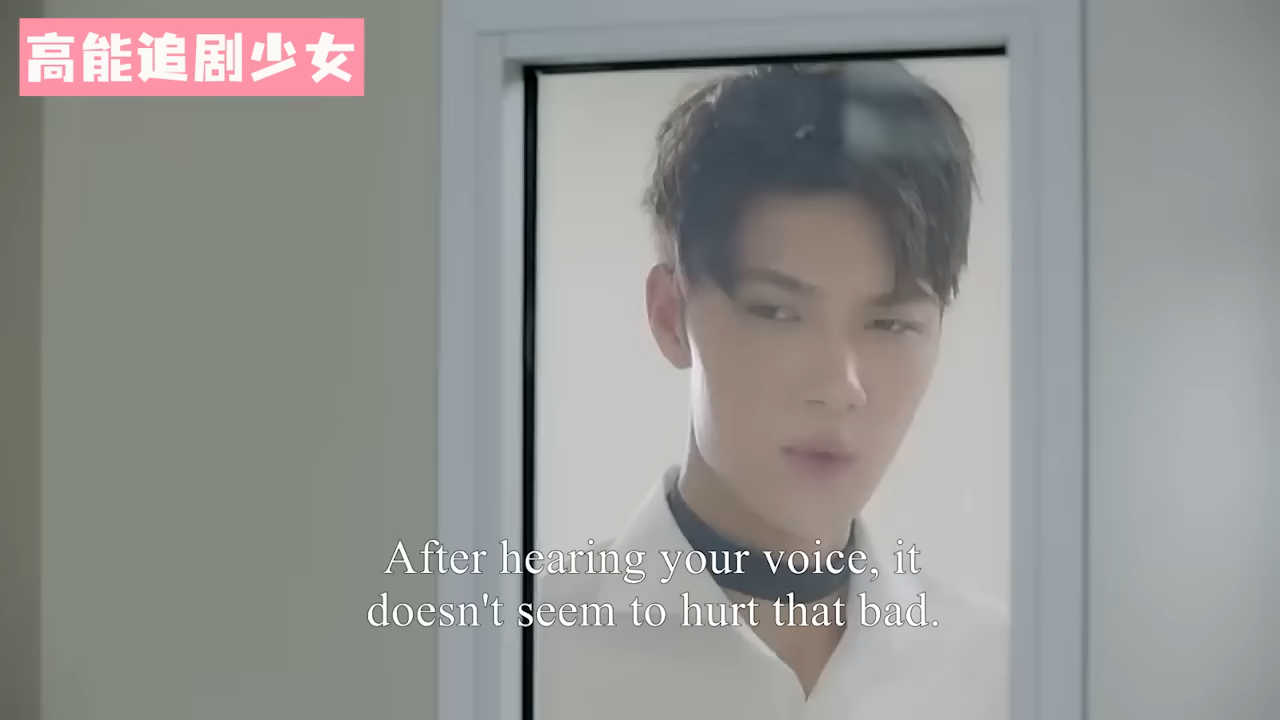 高能追剧少女
After hearing your voice, it
doesn't seem to hurt that bad.